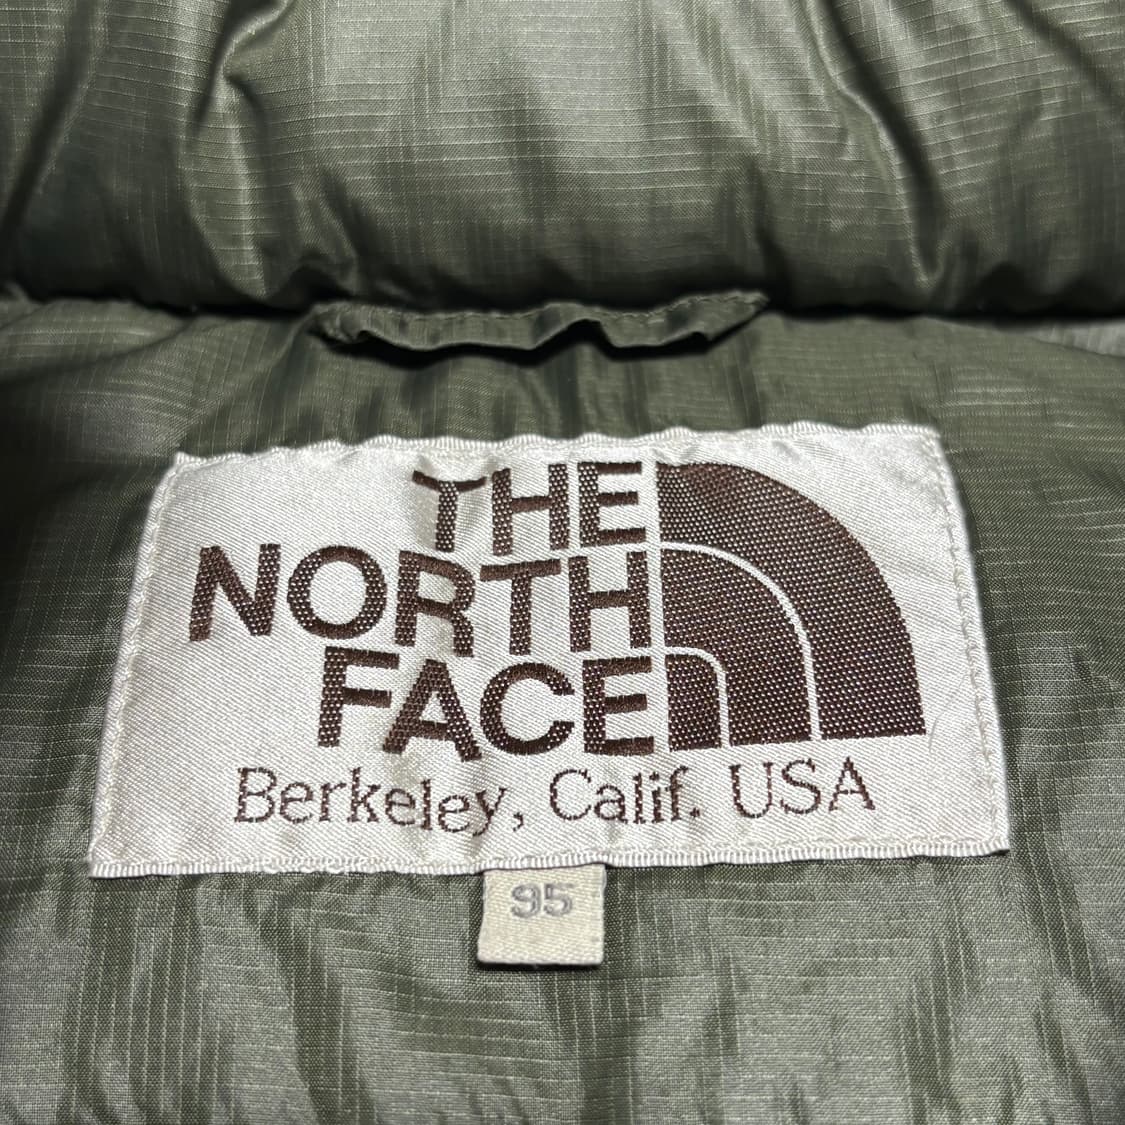 THE
NORTH
FACE
Berkeley, Calif. USA
95